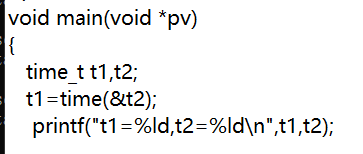 void main(void *pv)
{
time_t t1,t2;
t1=time(&t2);
printf("t1=%ld,t2=%ld\n",t1,t2);